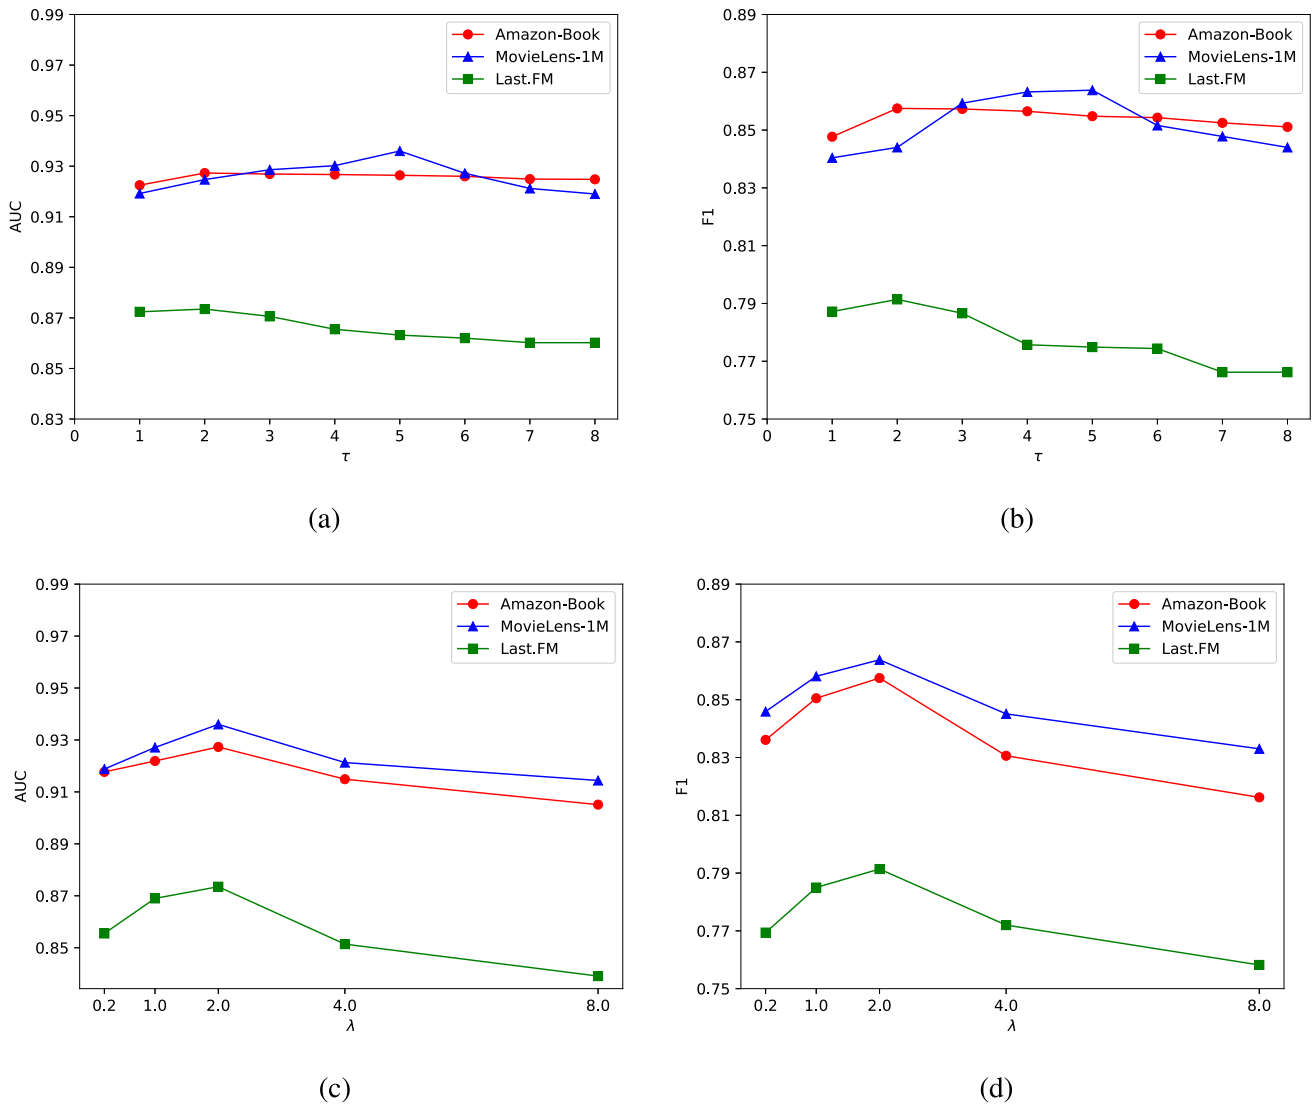 0.99
0.97
0.95
0.93
0.91
0.89
0.87
0.85
0.83
AUC
0 1 2 3 4 5 6 7 8
τ
Amazon-Book
MovieLens-1M
Last.FM
(a)
0.89
0.87
0.85
0.83
0.81
0.79
0.77
0.75
F1
0 1 2 3 4 5 6 7 8
τ
Amazon-Book
MovieLens-1M
Last.FM
(b)
0.99
0.97
0.95
0.93
0.91
0.89
0.87
0.85
AUC
0.2 1.0 2.0 4.0 8.0
λ
Amazon-Book
MovieLens-1M
Last.FM
(c)
0.89
0.87
0.85
0.83
0.81
0.79
0.77
0.75
F1
0.2 1.0 2.0 4.0 8.0
λ
Amazon-Book
MovieLens-1M
Last.FM
(d)